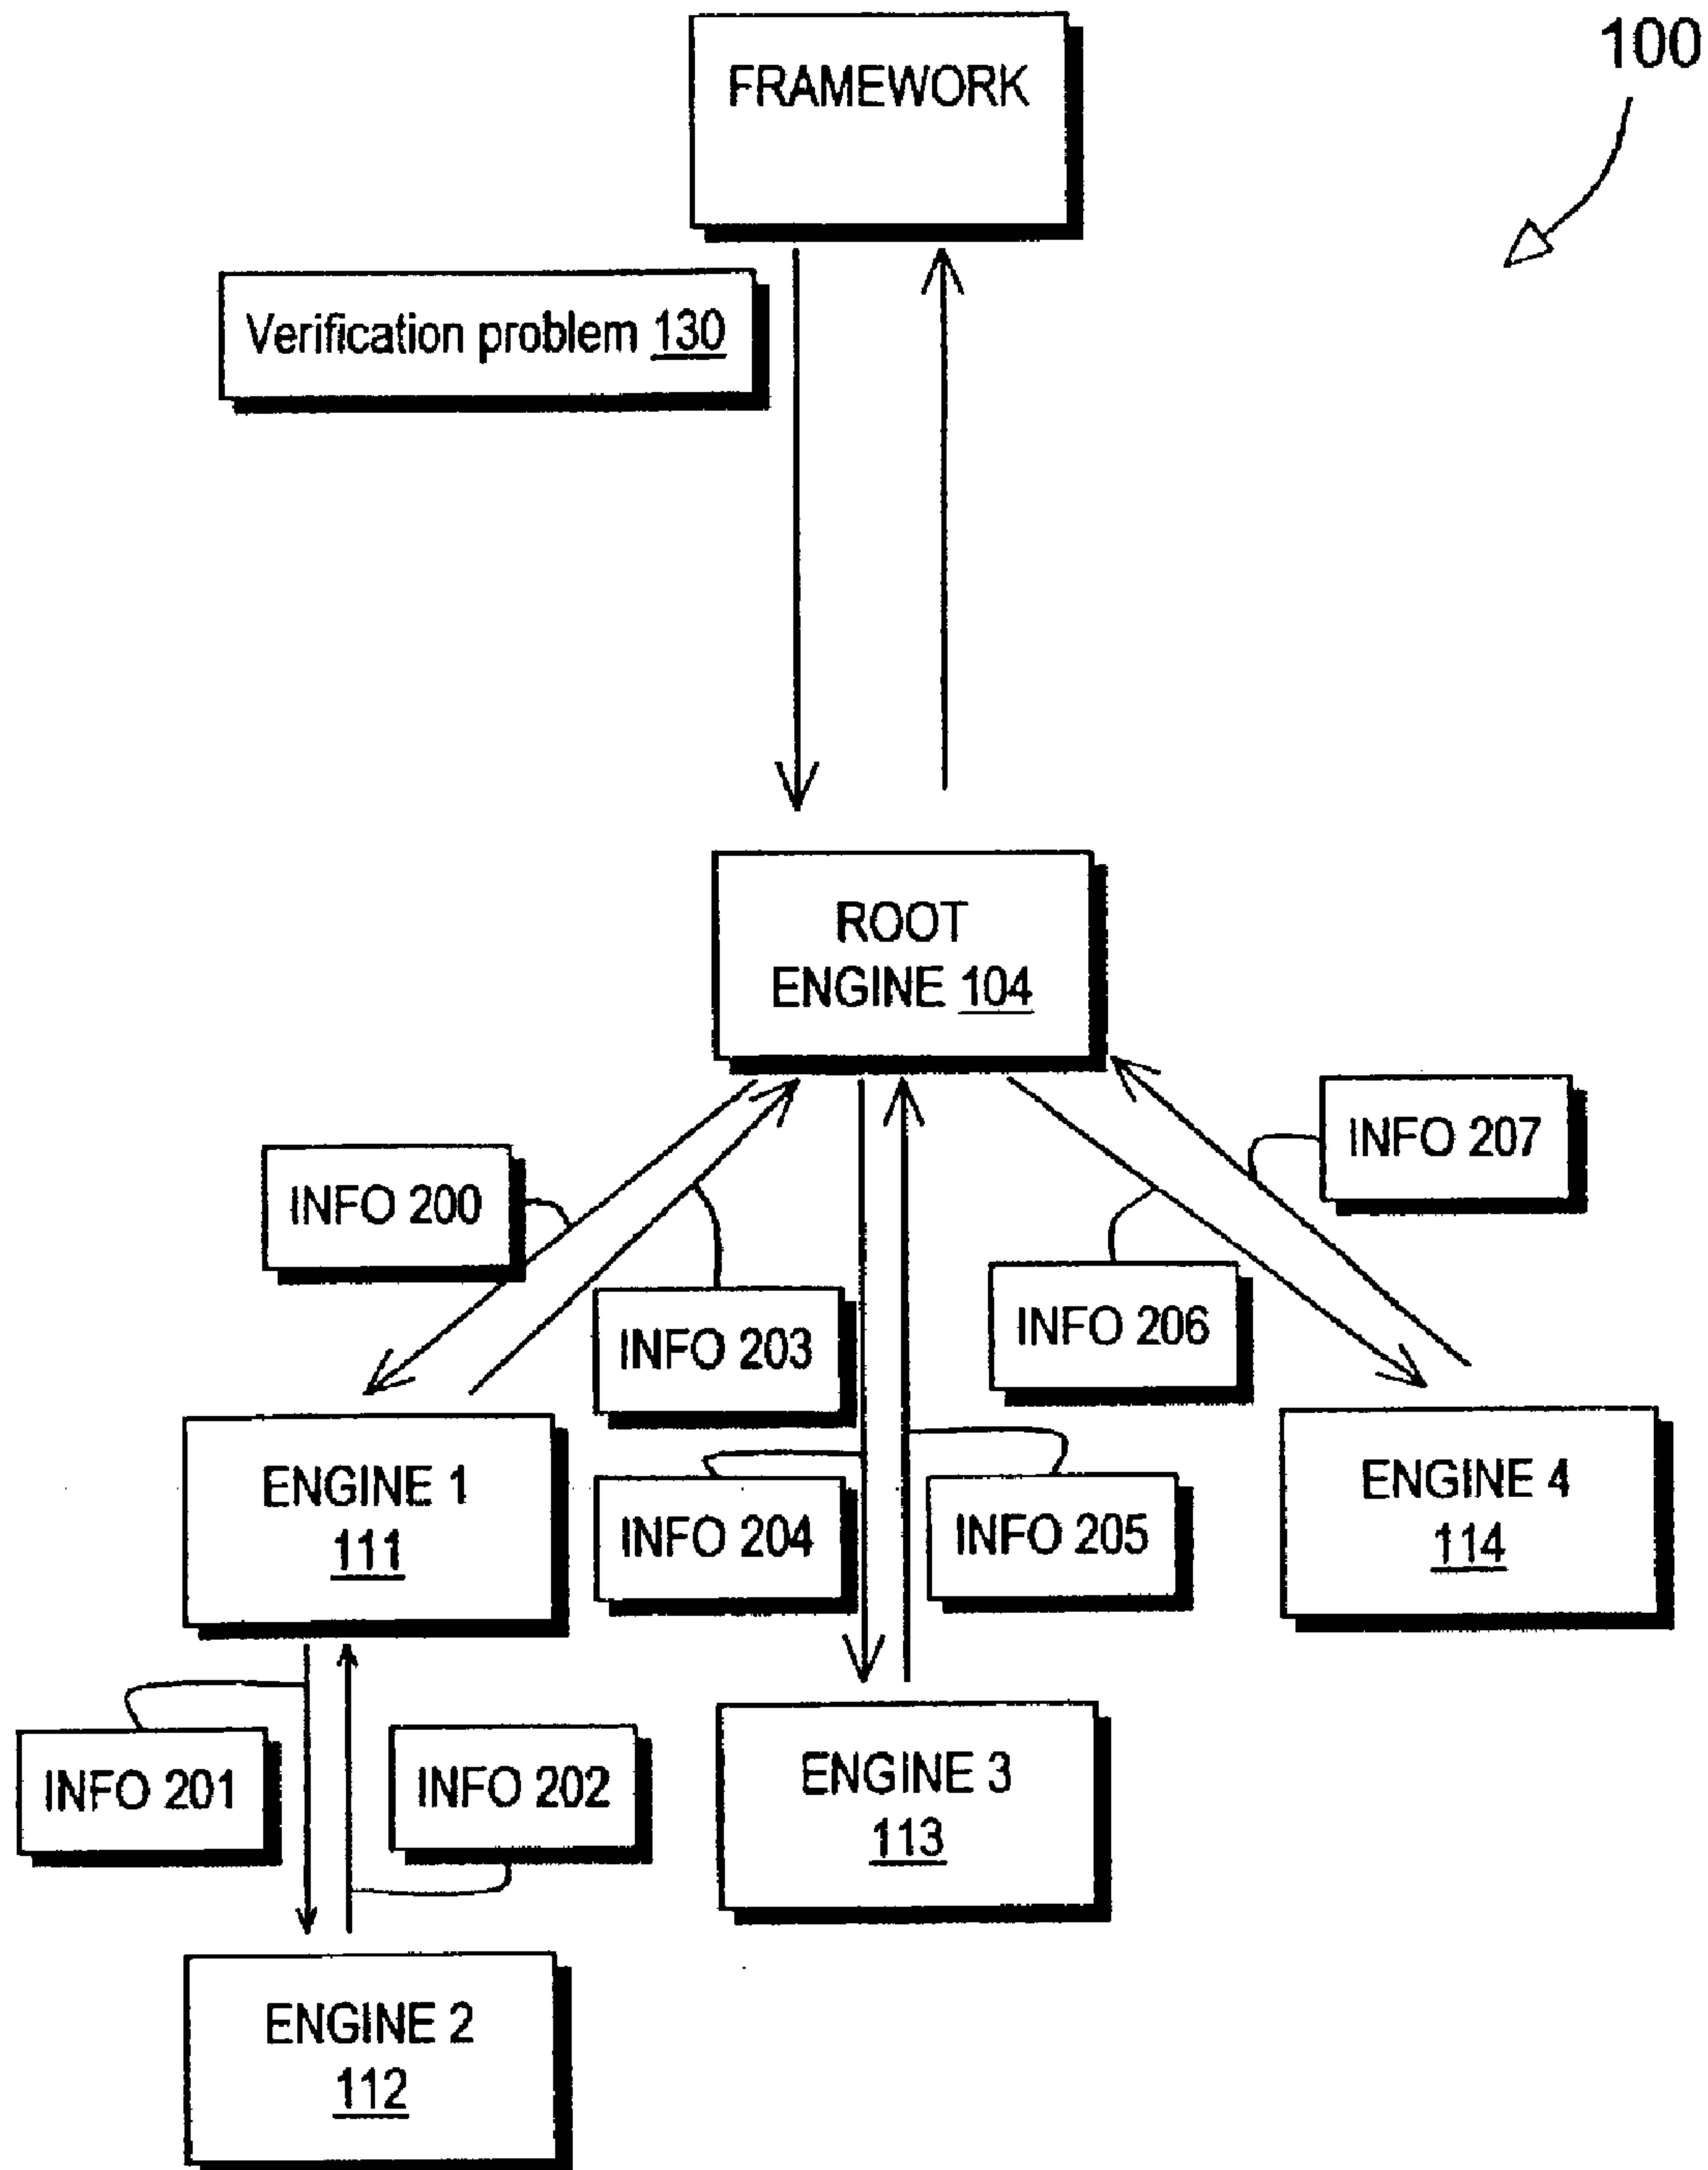 100
FRAMEWORK
Verification problem 130
ROOT
ENGINE 104
INFO 207
INFO 200
INFO 203
INFO 206
ENGINE 1
111
INFO 204
INFO 205
ENGINE 4
114
INFO 201
INFO 202
ENGINE 3
113
ENGINE 2
112